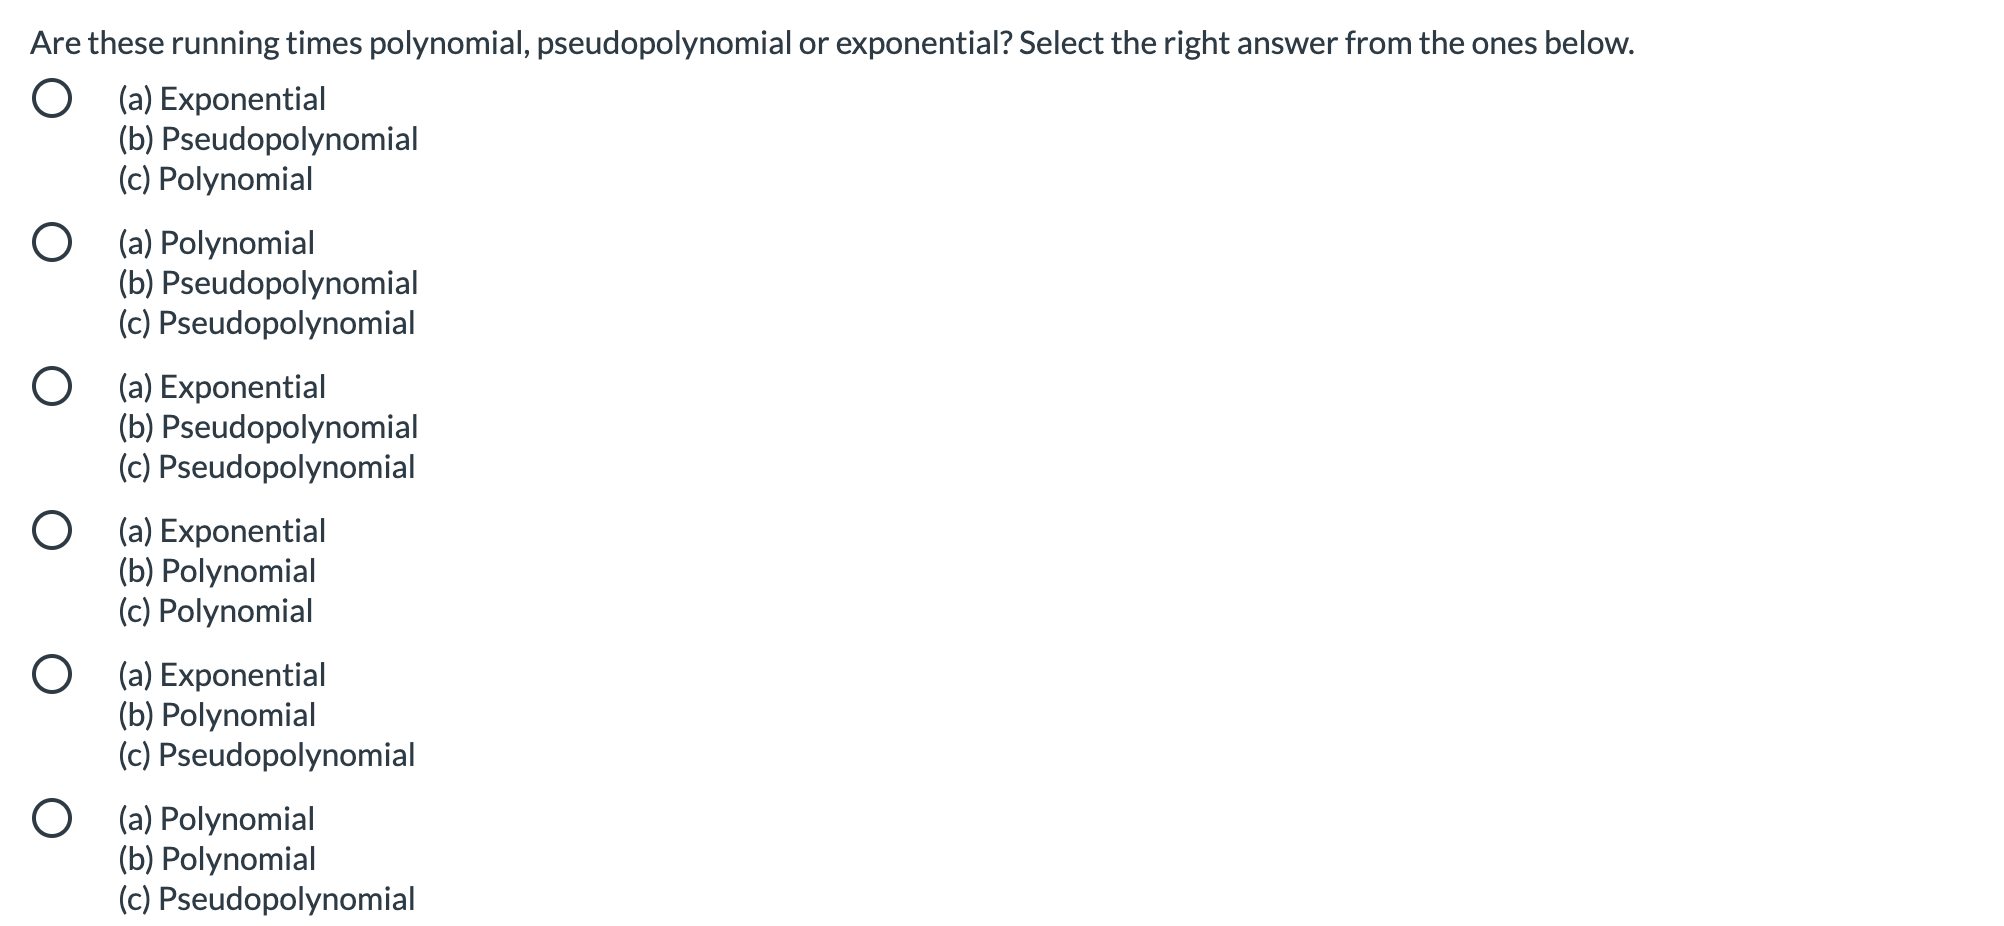 Are these running times polynomial, pseudopolynomial or exponential? Select the right answer from the ones below.
(a) Exponential
(b) Pseudopolynomial
(c) Polynomial
(a) Polynomial
(b) Pseudopolynomial
(c) Pseudopolynomial
(a) Exponential
(b) Pseudopolynomial
(c) Pseudopolynomial
(a) Exponential
(b) Polynomial
(c) Polynomial
(a) Exponential
(b) Polynomial
(c) Pseudopolynomial
(a) Polynomial
(b) Polynomial
(c) Pseudopolynomial